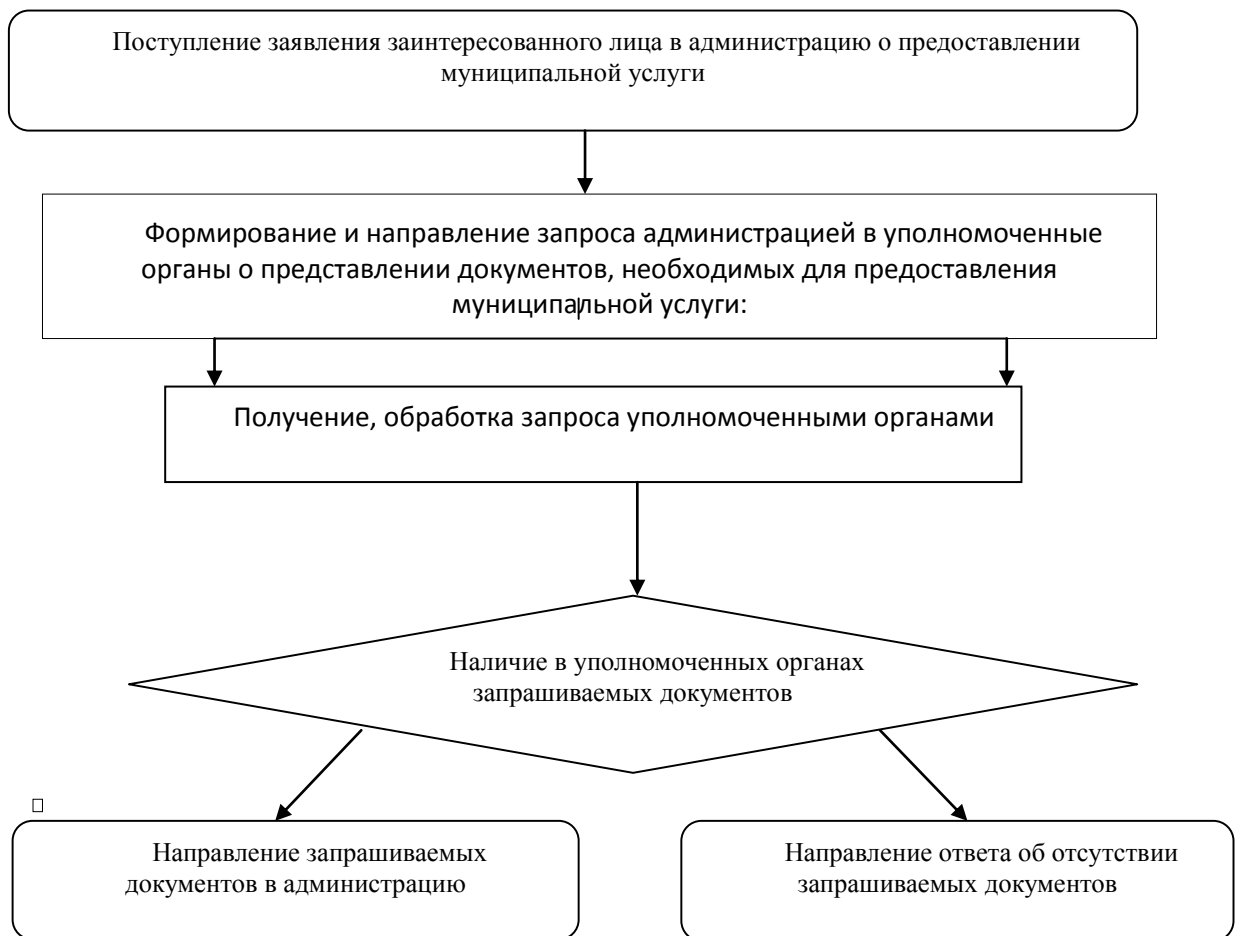 Поступление заявления заинтересованного лица в администрацию о предоставлении
муниципальной услуги
Формирование и направление запроса администрацией в уполномоченные
органы о представлении документов, необходимых для предоставления
муниципальной услуги:
Получение, обработка запроса уполномоченными органами
Наличие в уполномоченных органах
запрашиваемых документов
Направление запрашиваемых
документов в администрацию
Направление ответа об отсутствии
запрашиваемых документов